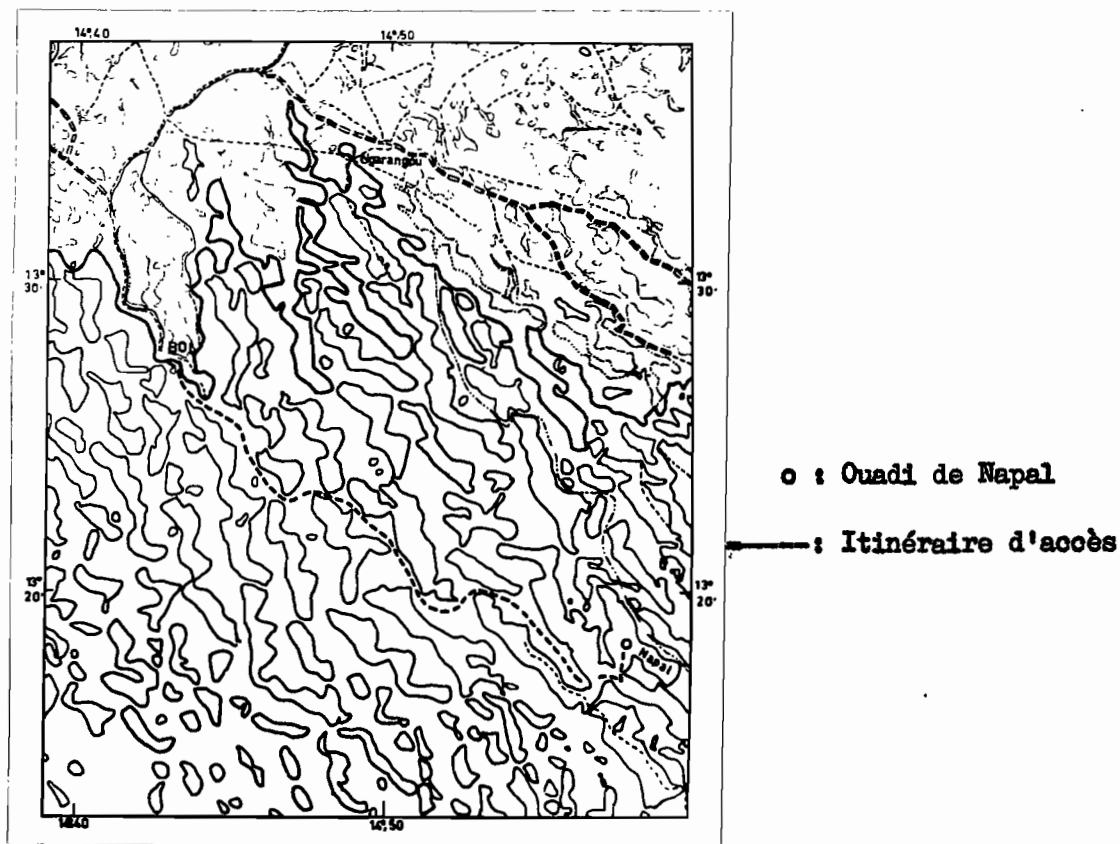 14°,40
14°,50
Ngarangou
13°
30'
13°
30'
BOL
o : Ouadi de Napal
: Itinéraire d'accès
13°
20'
13°
20'
Napal
14°40
14°,50